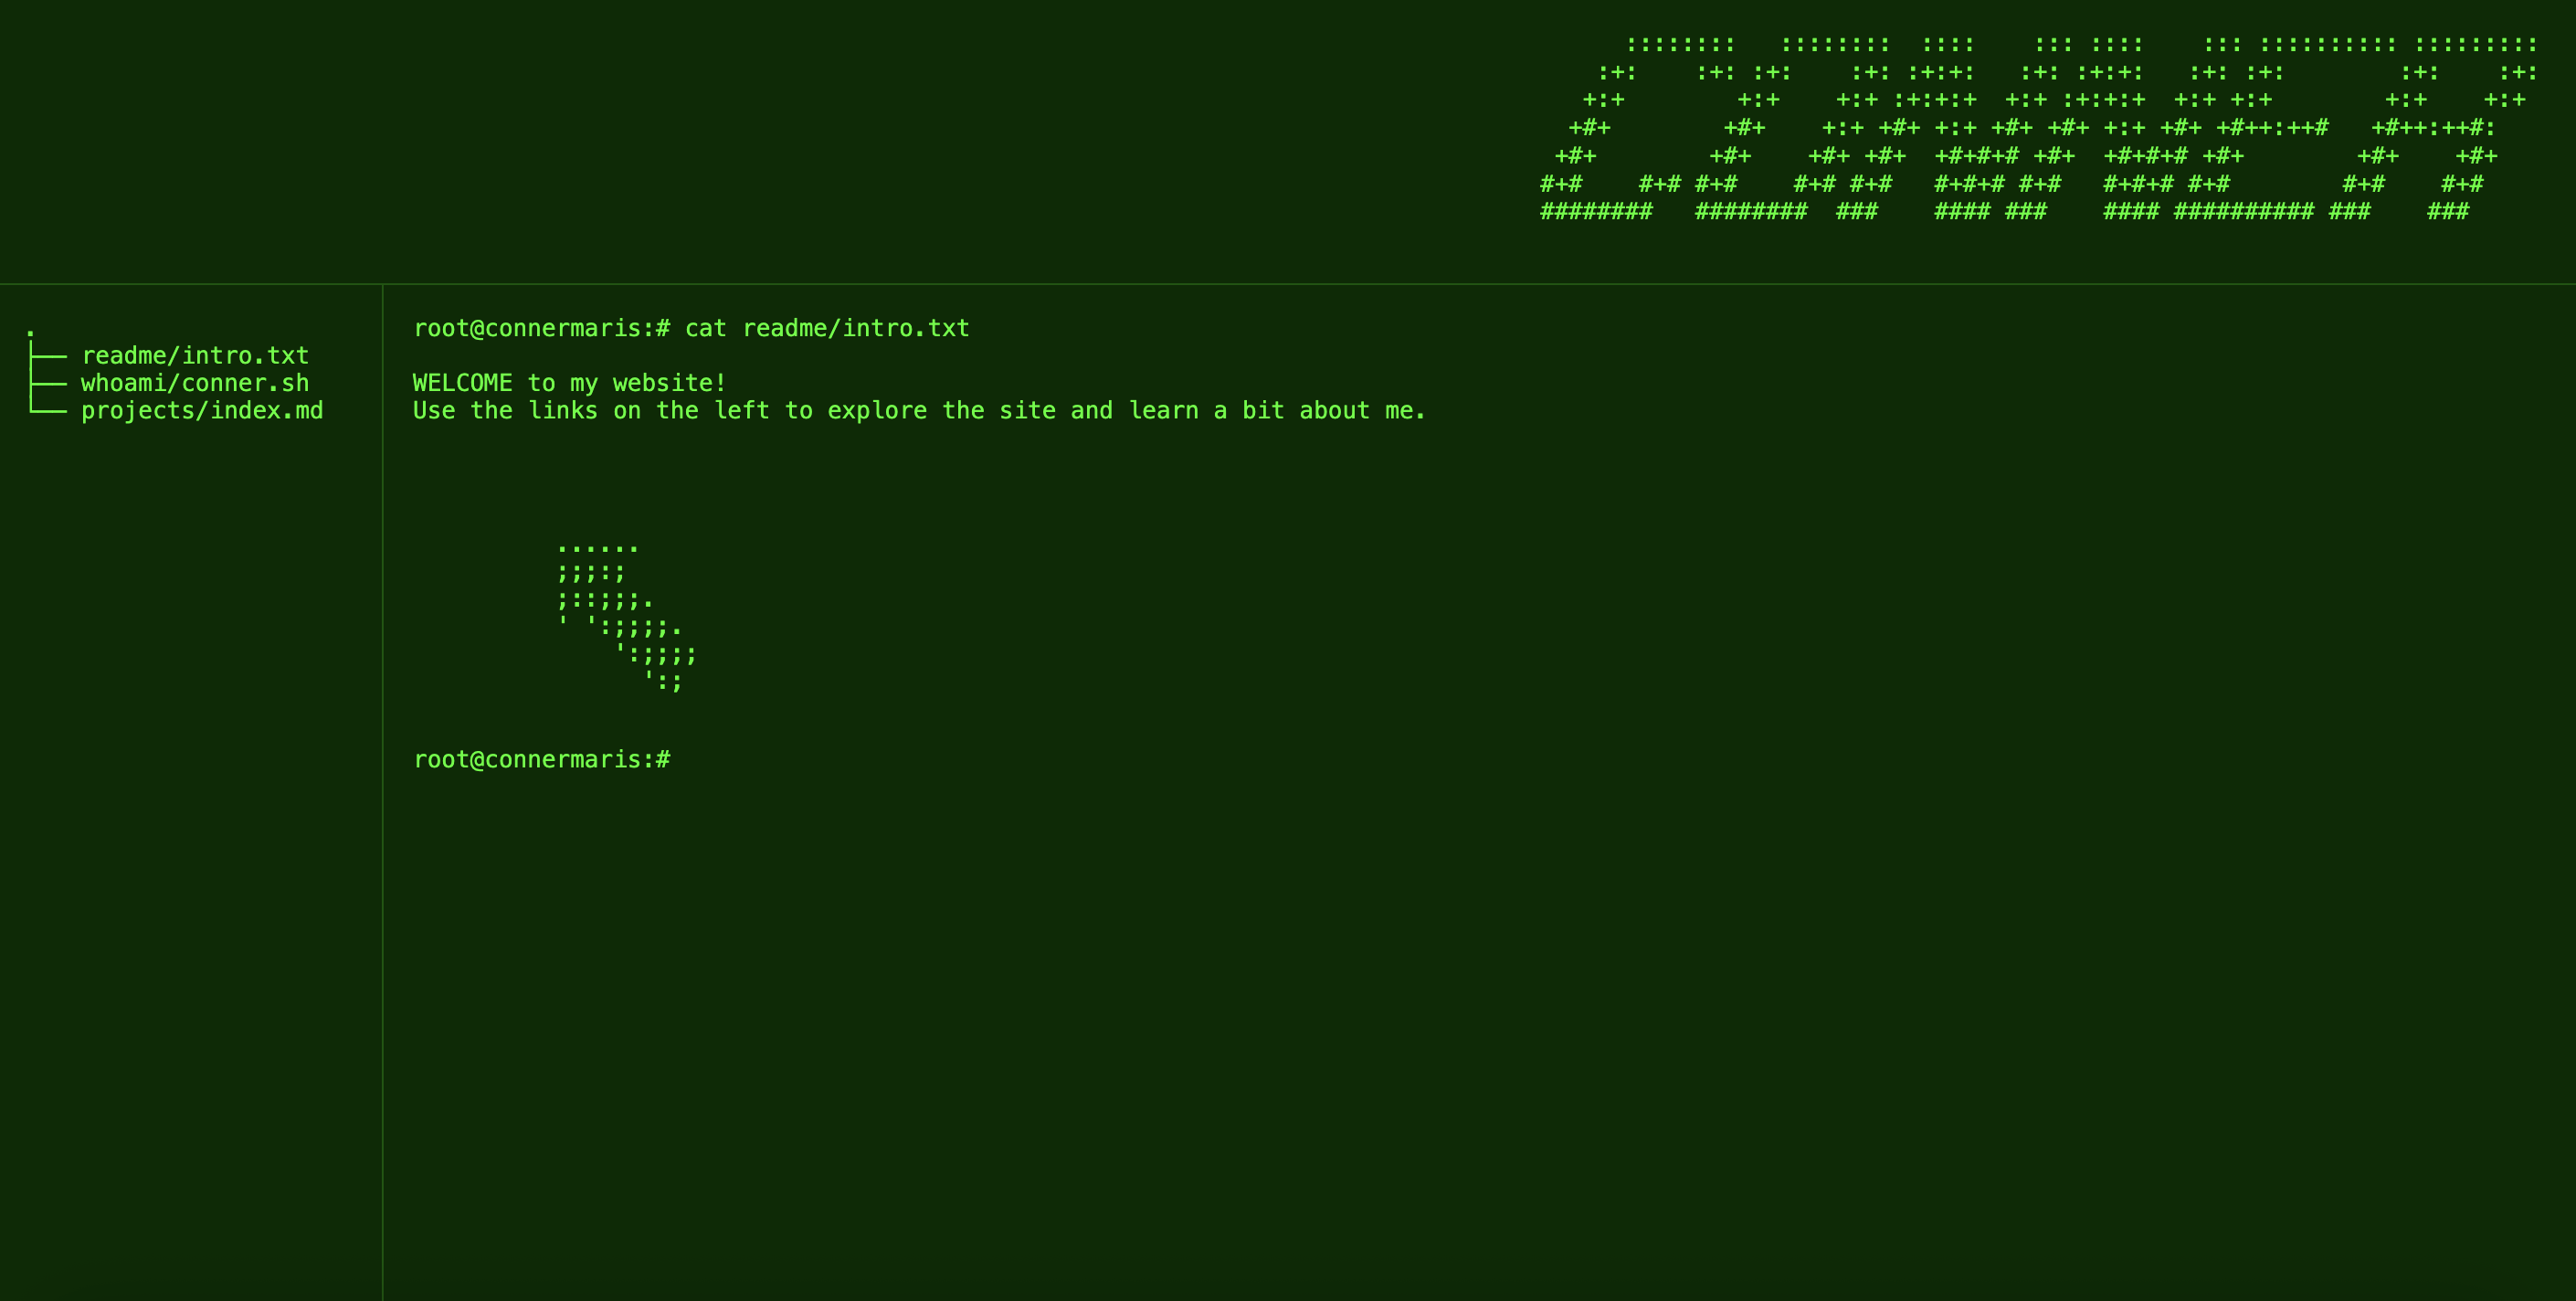 CONNER
.
├── readme/intro.txt
├── whoami/conner.sh
└── projects/index.md
root@connermaris:# cat readme/intro.txt
WELCOME to my website!
Use the links on the left to explore the site and learn a bit about me.
root@connermaris:#